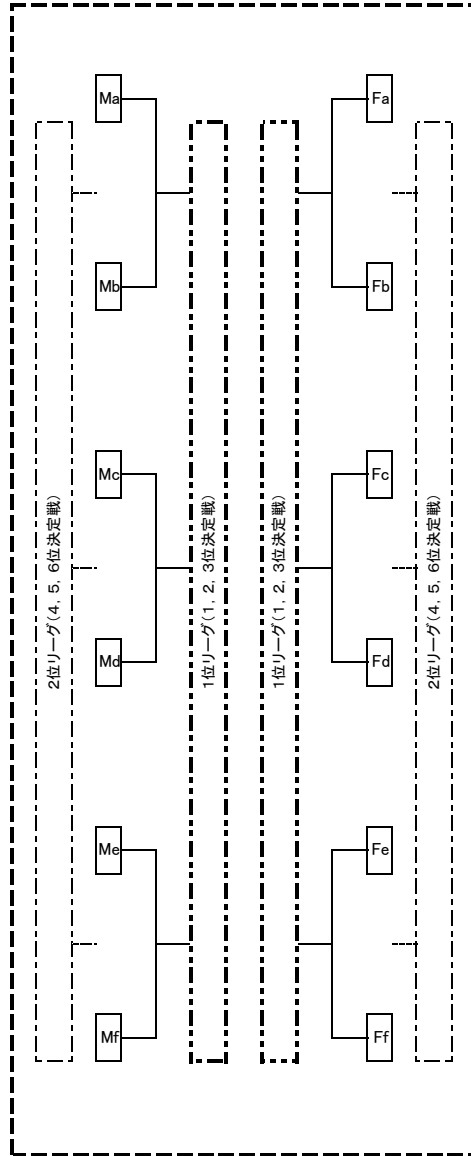 Ma
Fa
Mb
Fb
Mc
Fc
2位リーグ(4, 5, 6位決定戦)
1位リーグ(1, 2, 3位決定戦)
1位リーグ(1, 2, 3位決定戦)
2位リーグ(4, 5, 6位決定戦)
Md
Fd
Me
Fe
Mf
Ff